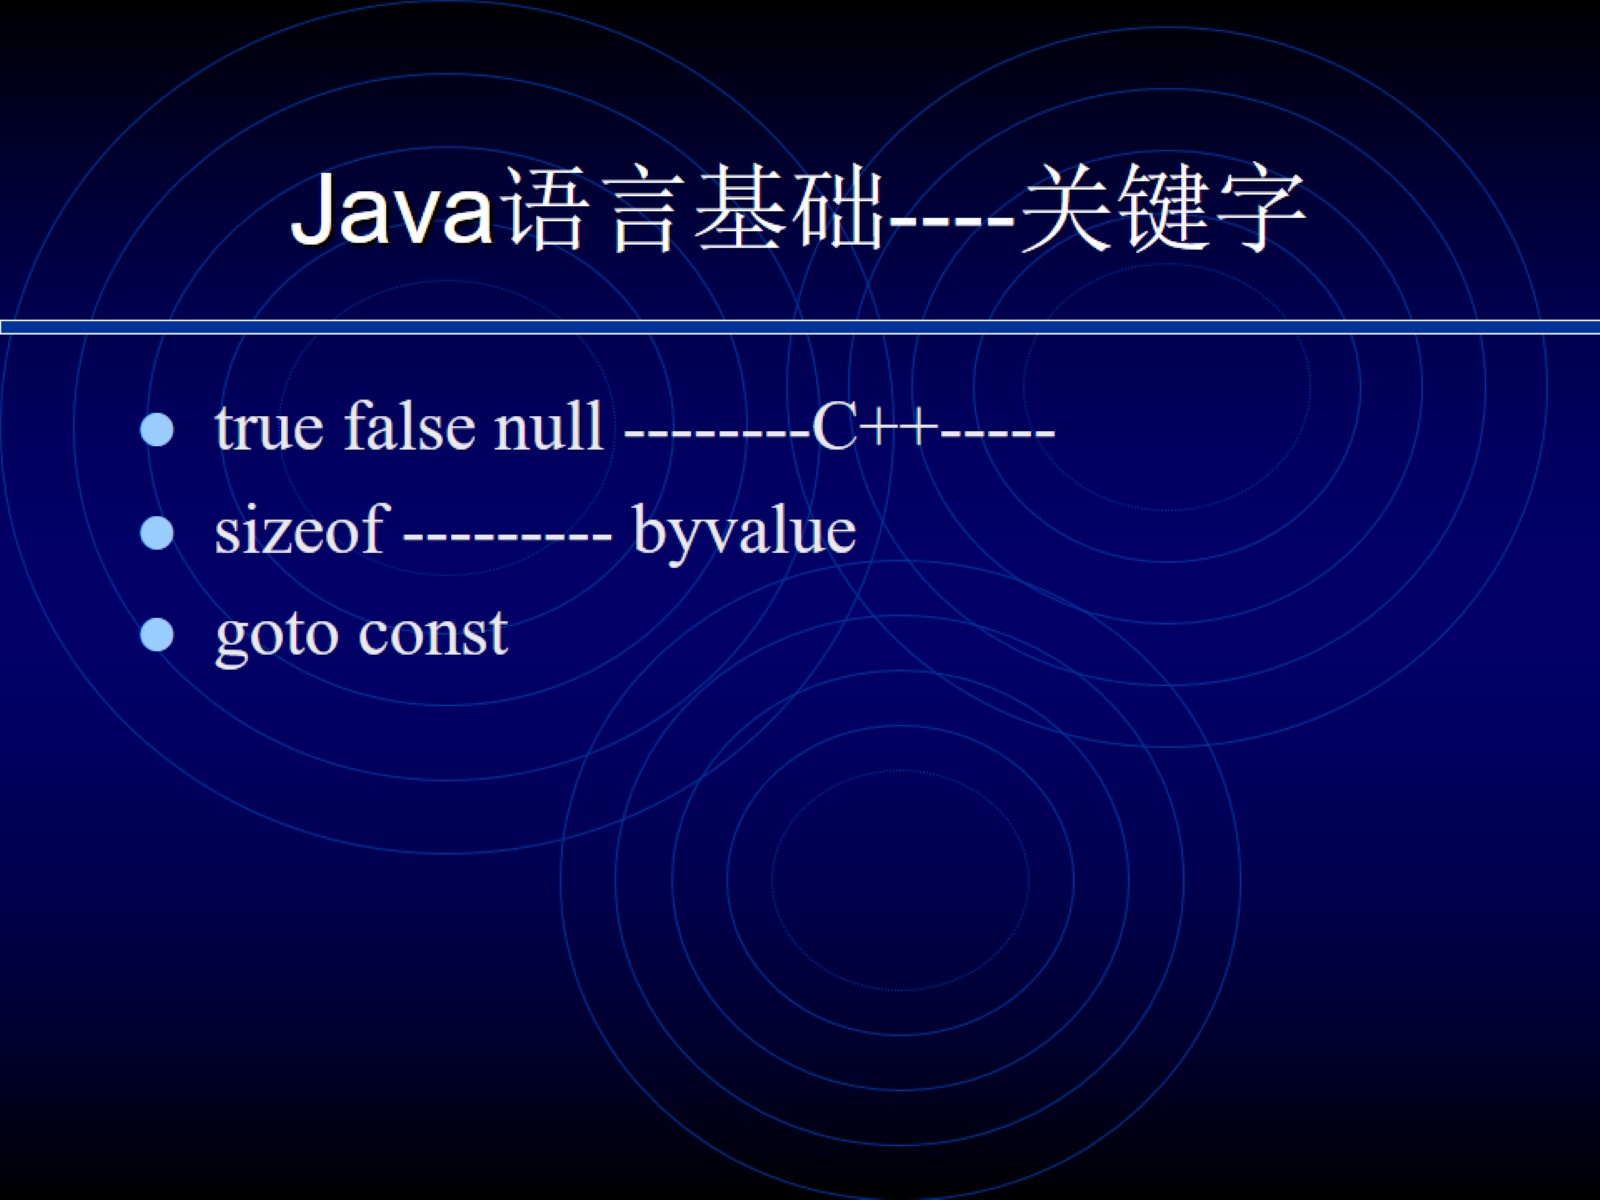 Java语言基础----关键字
true false null --------C++-----
sizeof --------- byvalue
goto const